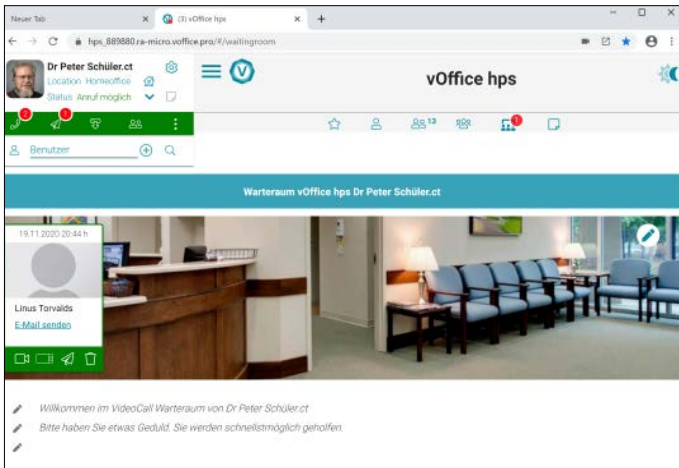 Neuer Tab
(3) vOffice hps
hps_889880.ra-micro.voffice.pro/#/waitingroom
Dr Peter Schüler.ct
Location Homeoffice
Status Anruf möglich
V
vOffice hps
2
1
13
1
Benutzer
Warteraum vOffice hps Dr Peter Schüler.ct
19.11.2020 20:44 h
Linus Torvalds
E-Mail senden
Willkommen im VideoCall Warteraum von Dr Peter Schüler.ct
Bitte haben Sie etwas Geduld. Sie werden schnellstmöglich geholfen.